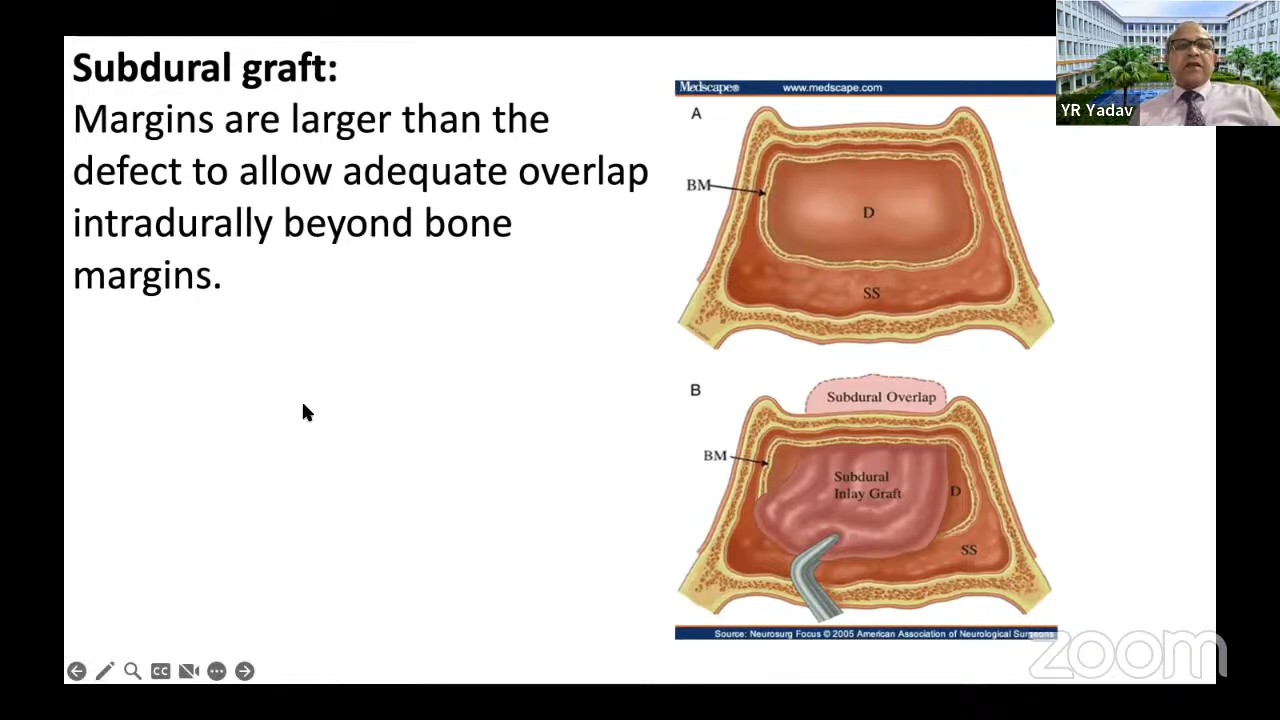 Subdural graft:
Margins are larger than the
defect to allow adequate overlap
intradurally beyond bone
margins.
Medscape® www.medscape.com
A
BM
D
SS
B
Subdural Overlap
BM
Subdural
Inlay Graft
D
SS
Source: Neurosurg Focus © 2005 American Association of Neurological Surgeons
YR Yadav
CC
zoom